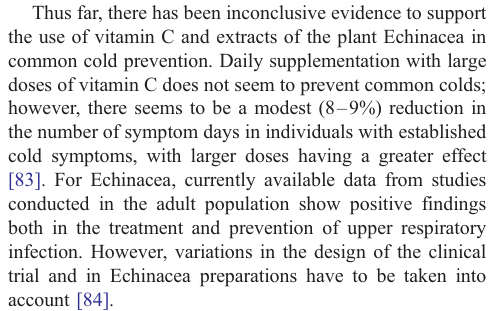 Thus far, there has been inconclusive evidence to support
the use of vitamin C and extracts of the plant Echinacea in
common cold prevention. Daily supplementation with large
doses of vitamin C does not seem to prevent common colds;
however, there seems to be a modest (8–9%) reduction in
the number of symptom days in individuals with established
cold symptoms, with larger doses having a greater effect
[83]. For Echinacea, currently available data from studies
conducted in the adult population show positive findings
both in the treatment and prevention of upper respiratory
infection. However, variations in the design of the clinical
trial and in Echinacea preparations have to be taken into
account [84].